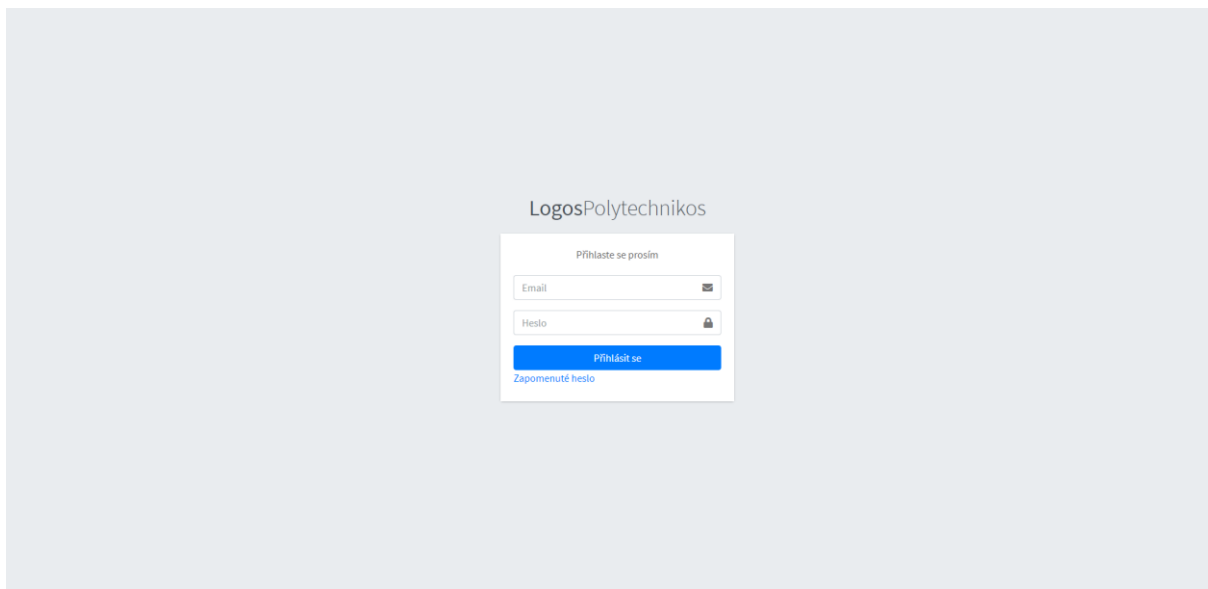 LogosPolytechnikos
Přihlaste se prosím
Email
Heslo
Přihlásit se
Zapomenuté heslo